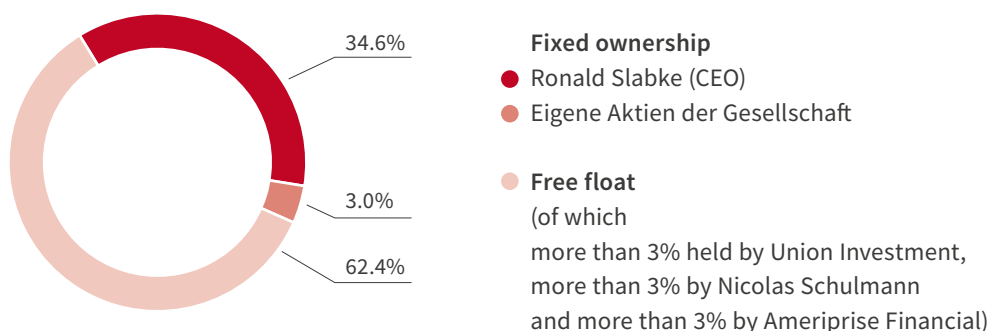 34.6%
3.0%
62.4%
Fixed ownership
Ronald Slabke (CEO)
Eigene Aktien der Gesellschaft
Free float
(of which
more than 3% held by Union Investment,
more than 3% by Nicolas Schulmann
and more than 3% by Ameriprise Financial)